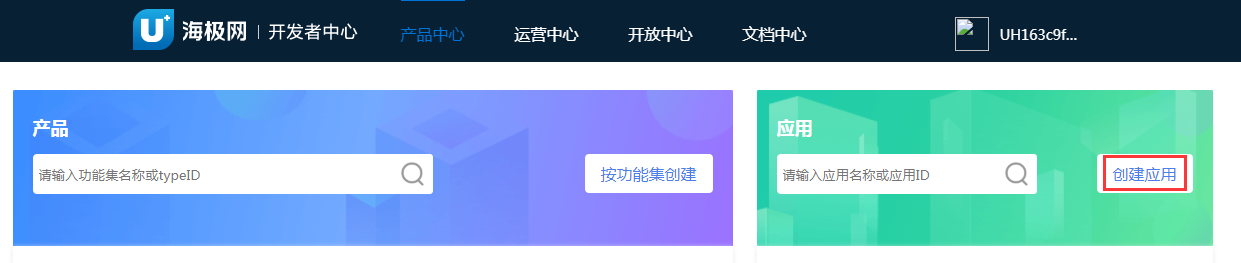 U+ 海极网 | 开发者中心 产品中心 运营中心 开放中心 文档中心 UH163c9f...
产品
请输入功能集名称或typeID 按功能集创建
应用
请输入应用名称或应用ID 创建应用